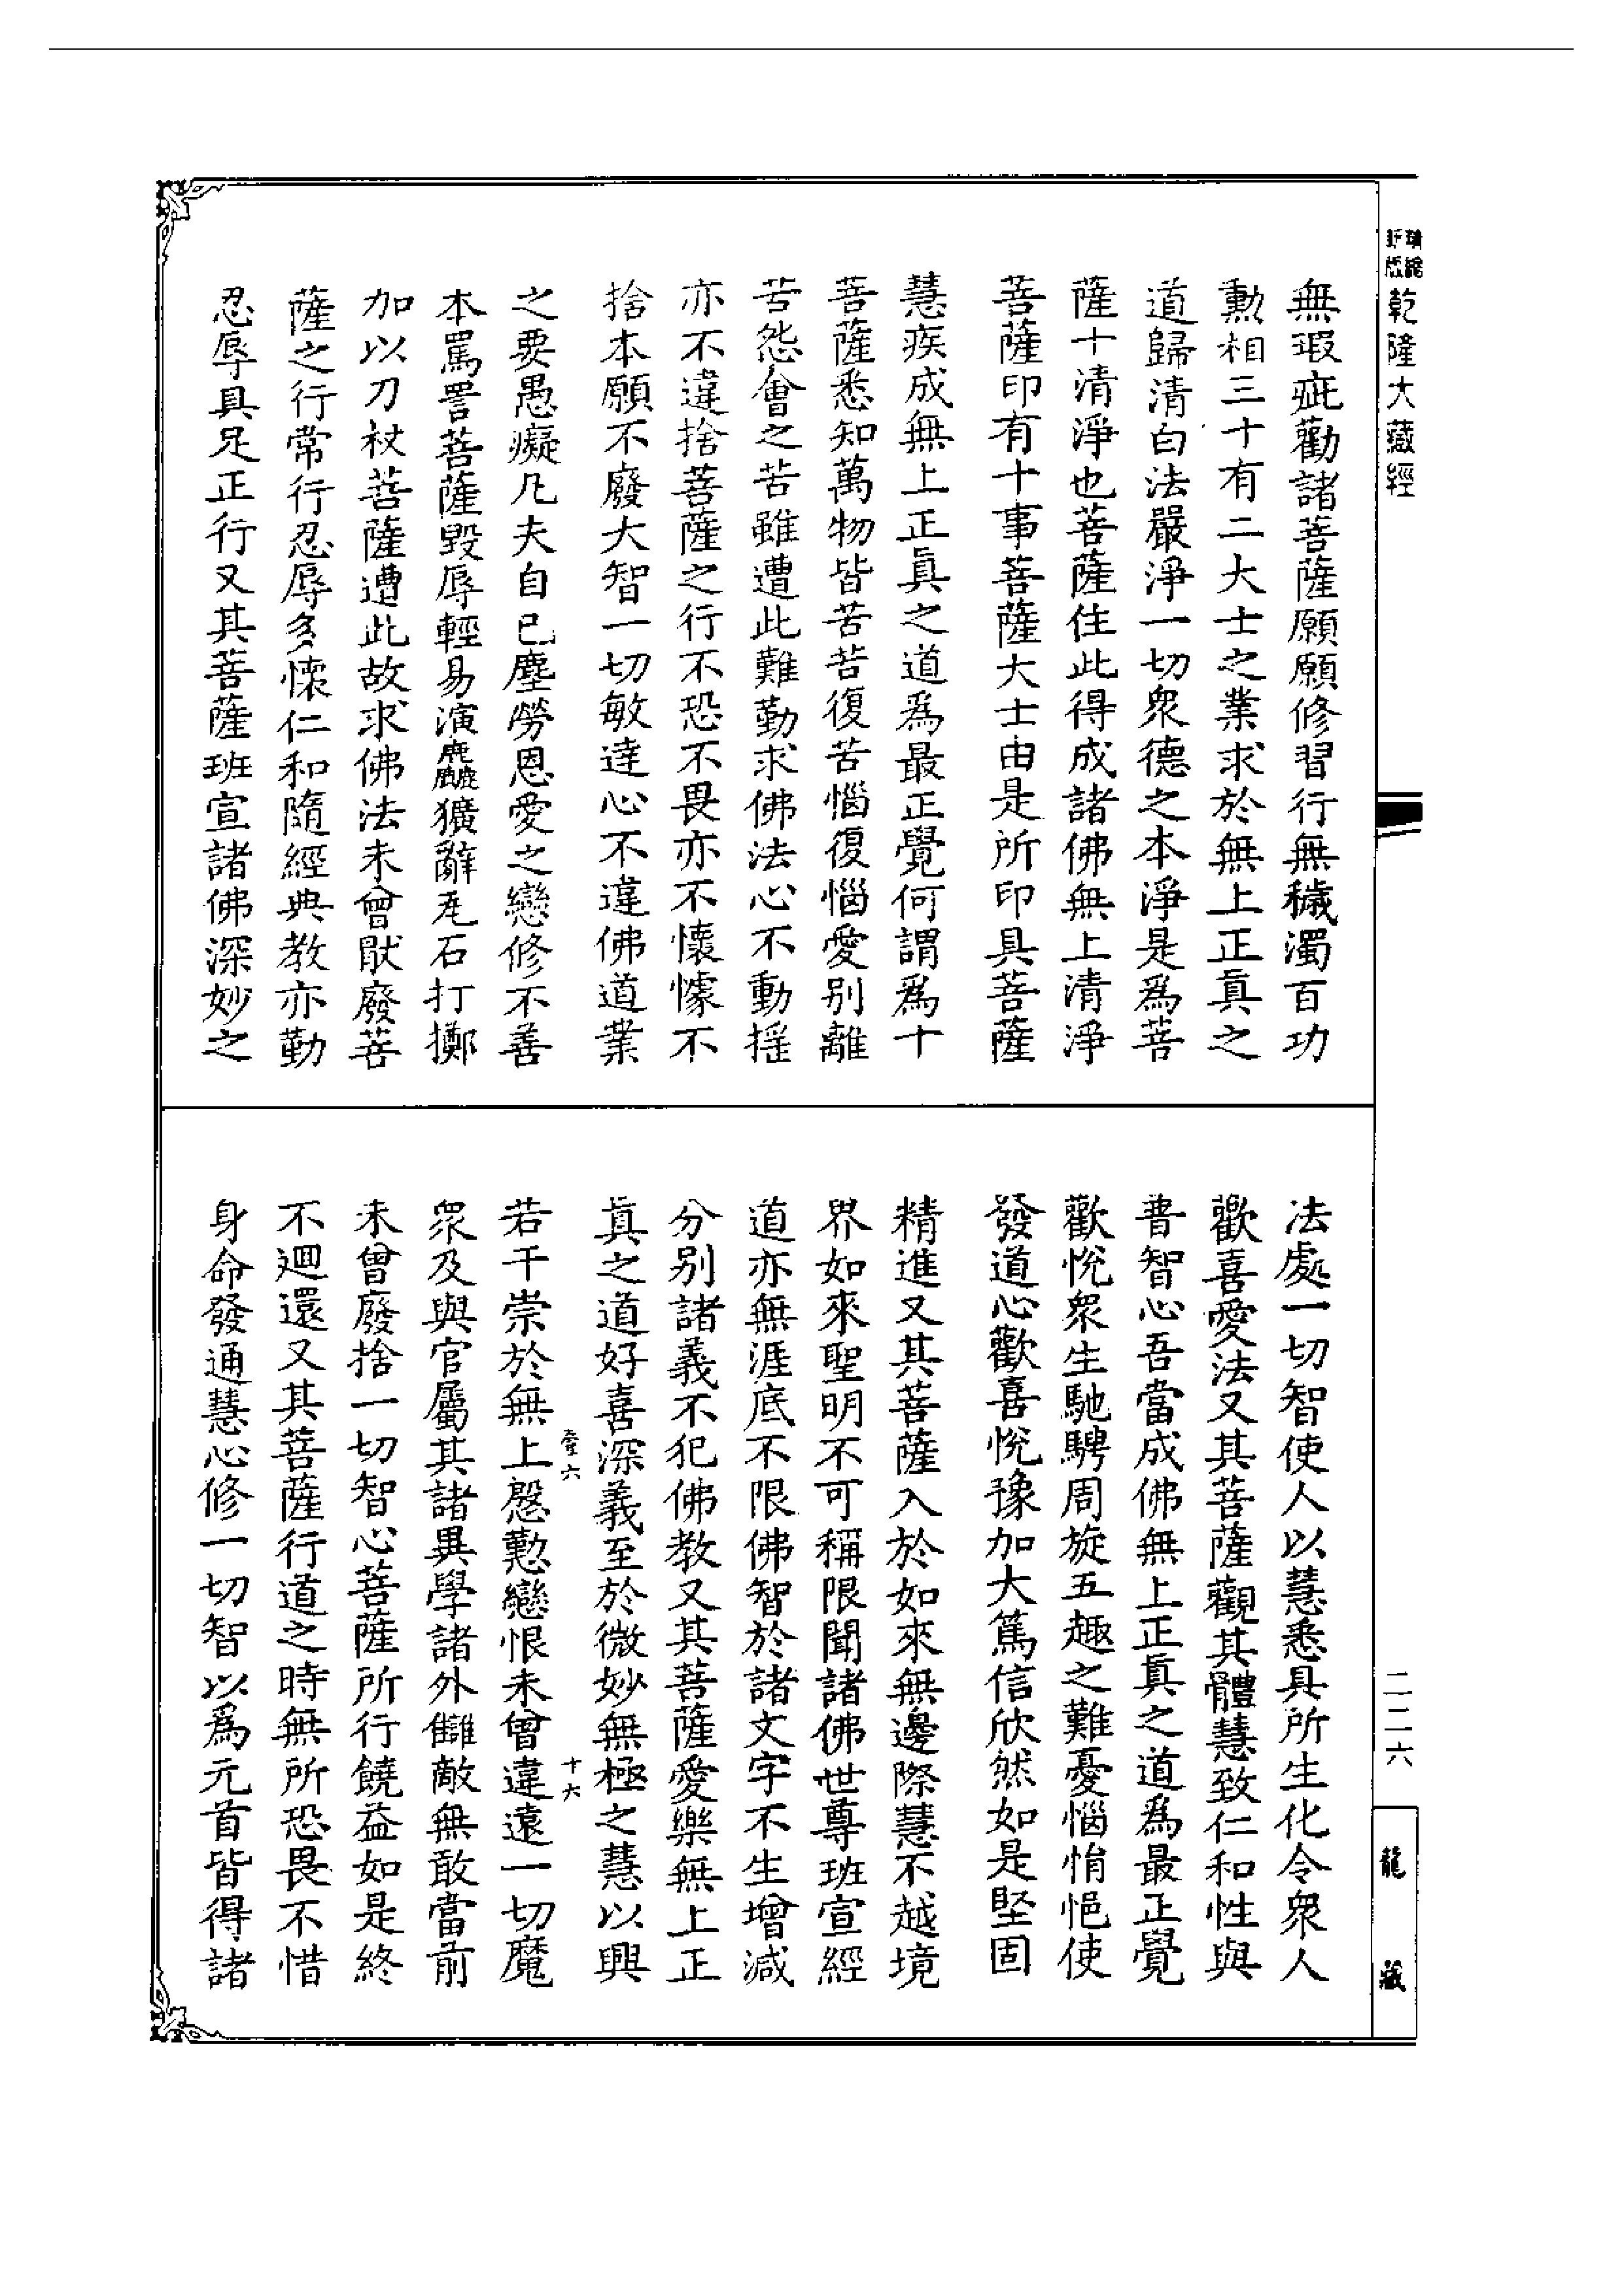 乾隆大藏經
無瑕疵勸諸菩薩願願修習行無穢濁百功
勳相三十有二大士之業求於無上正真之
道歸清白法嚴淨一切眾德之本淨是為菩
薩十清淨也菩薩住此得成諸佛無上清淨
菩薩印有十事菩薩大士由是所印具菩薩
慧疾成無上正真之道為最正覺何謂為十
菩薩悉知萬物皆苦苦復苦惱復惱愛別離
苦怨會之苦雖遭此難勤求佛法心不動搖
亦不違捨菩薩之行不恐不畏亦不懷懅不
捨本願不廢大智一切敏達心不違佛道業
之要愚癡凡夫自已塵勞恩愛之戀修不善
本罵詈菩薩毀辱輕易演麤獷辭瓦石打擲
加以刀杖菩薩遭此故求佛法未曾猒廢菩
薩之行常行忍辱多懷仁和隨經典教亦勤
忍辱具足正行又其菩薩班宣諸佛深妙之
法處一切智使人以慧悉具所生化令眾人
歡喜愛法又其菩薩觀其體慧致仁和性與
普智心吾當成佛無上正真之道為最正覺
歡悅眾生馳騁周旋五趣之難憂惱悁悒使
發道心歡喜悅豫加大篤信欣然如是堅固
精進又其菩薩入於如來無邊際慧不越境
界如來聖明不可稱限聞諸佛世尊班宣經
道亦無涯底不限佛智於諸文字不生增減
分別諸義不犯佛教又其菩薩愛樂無上正
真之道好喜深義至於微妙無極之慧以興
壹六 十六
若干崇於無上慇懃戀恨未曾違遠一切魔
眾及與官屬其諸異學諸外讎敵無敢當前
未曾廢捨一切智心菩薩所行饒益如是終
不迴還又其菩薩行道之時無所恐畏不惜
身命發通慧心修一切智以為元首皆得諸
二二六
龍藏